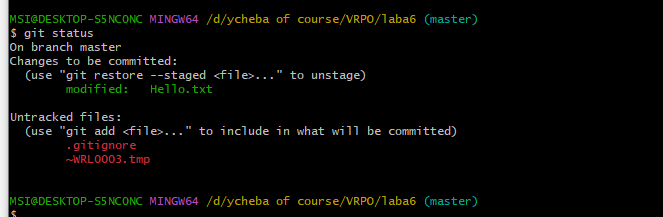 MSI@DESKTOP-S5NCONC MINGW64 /d/ycheba of course/VRPO/laba6 (master)
$ git status
On branch master
Changes to be committed:
  (use "git restore --staged <file>..." to unstage)
        modified:   Hello.txt
Untracked files:
  (use "git add <file>..." to include in what will be committed)
        .gitignore
        ~WRL0003.tmp
MSI@DESKTOP-S5NCONC MINGW64 /d/ycheba of course/VRPO/laba6 (master)
$